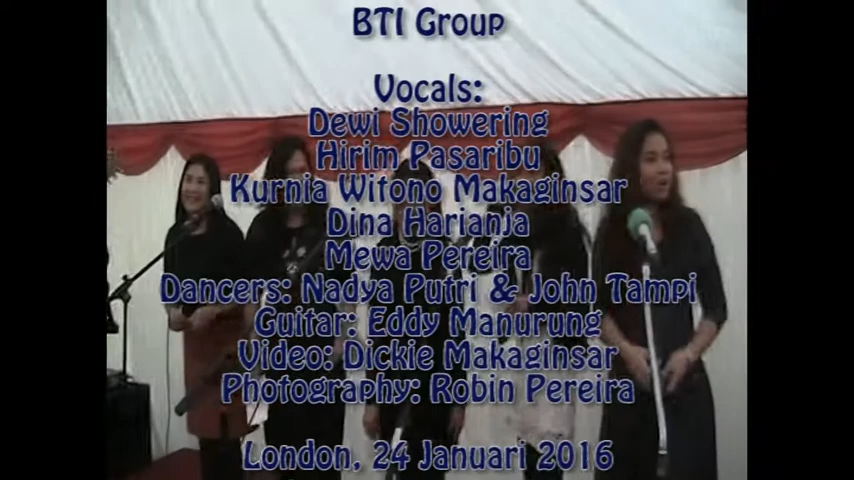 BTI Group
Vocals:
Dewi Showering
Hirim Pasaribu
Kurnia Witono Makaginsar
Dina Harianja
Mewa Pereira
Dancers: Nadya Putri & John Tampi
Guitar: Eddy Manurung
Video: Dickie Makaginsar
Photography: Robin Pereira
London, 24 Januari 2016